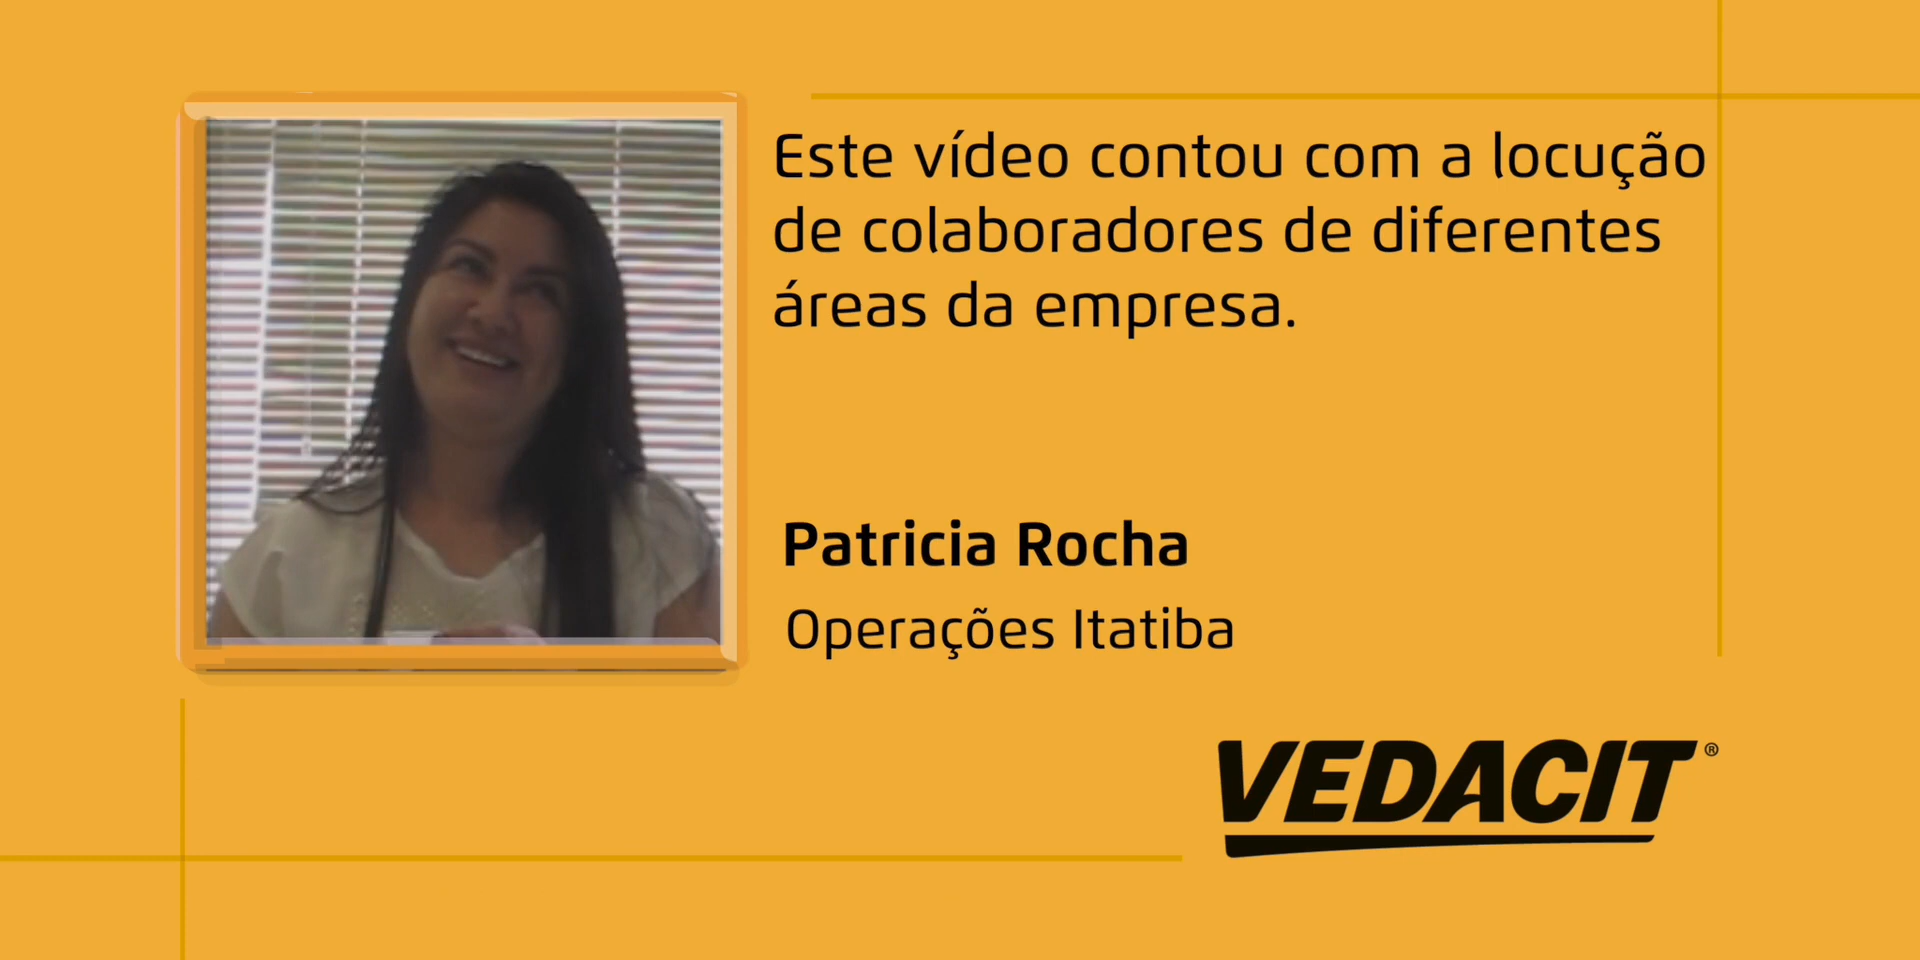 Este vídeo contou com a locução
de colaboradores de diferentes
áreas da empresa.
Patricia Rocha
Operações Itatiba
VEDACIT®